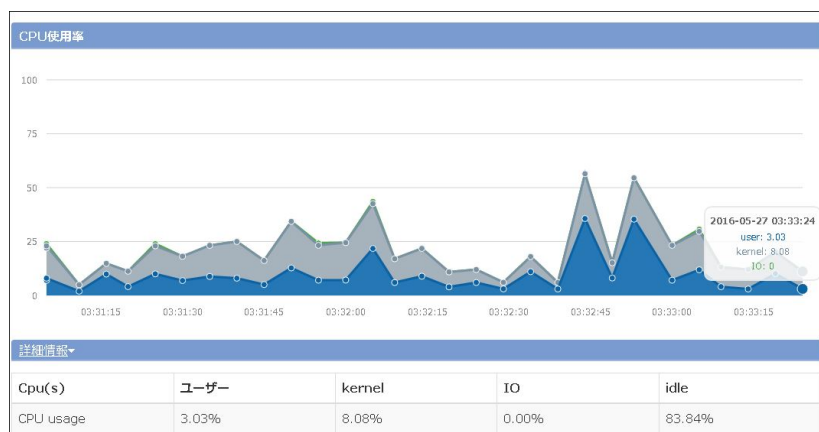 CPU使用率
100
75
50
25
0
2016-05-27 03:33:24
user: 3.03
kernel: 8.08
IO: 0
03:31:15 03:31:30 03:31:45 03:32:00 03:32:15 03:32:30 03:32:45 03:33:00 03:33:15
詳細情報▾
Cpu(s) ユーザー kernel IO idle
CPU usage 3.03% 8.08% 0.00% 83.84%